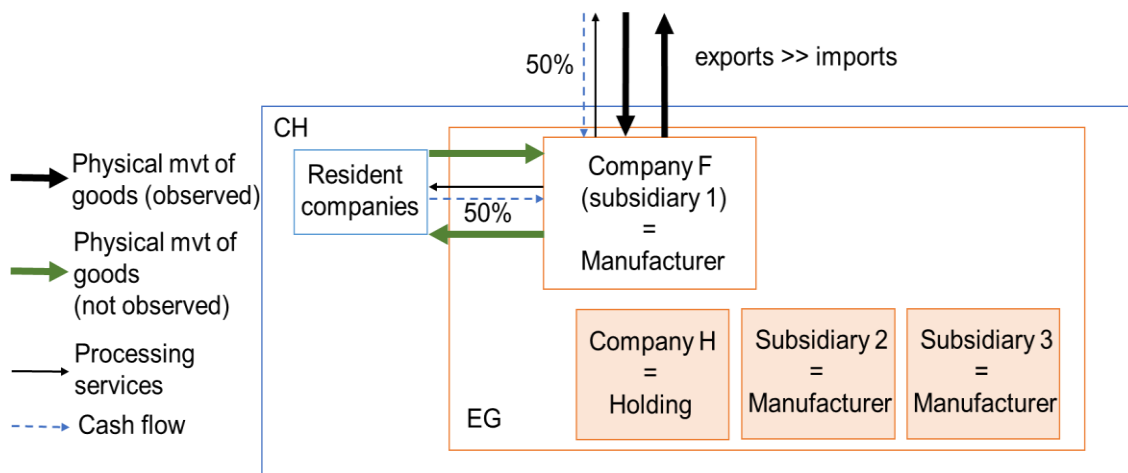 50%
exports >> imports
CH
Physical mvt of
goods (observed)
Physical mvt of
goods
(not observed)
Processing
services
Cash flow
Resident
companies
50%
Company F
(subsidiary 1)
=
Manufacturer
Company H
=
Holding
Subsidiary 2
=
Manufacturer
Subsidiary 3
=
Manufacturer
EG